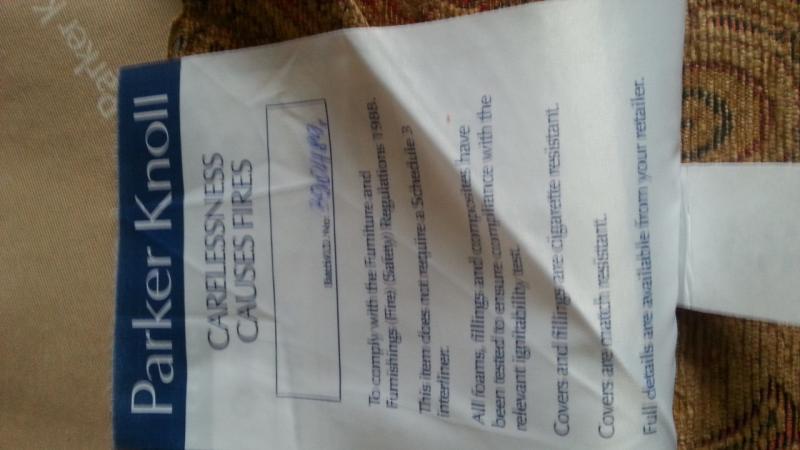 Parker K
Parker Knoll
CARELESSNESS
CAUSES FIRES
Batch/I.D. No:
To comply with the Furniture and
Furnishings (Fire) (Safety) Regulations 1988.
This item does not require a Schedule 3
interliner.
All foams, fillings and composites have
been tested to ensure compliance with the
relevant ignitability test.
Covers and fillings are cigarette resistant.
Covers are match resistant.
Full details are available from your retailer.